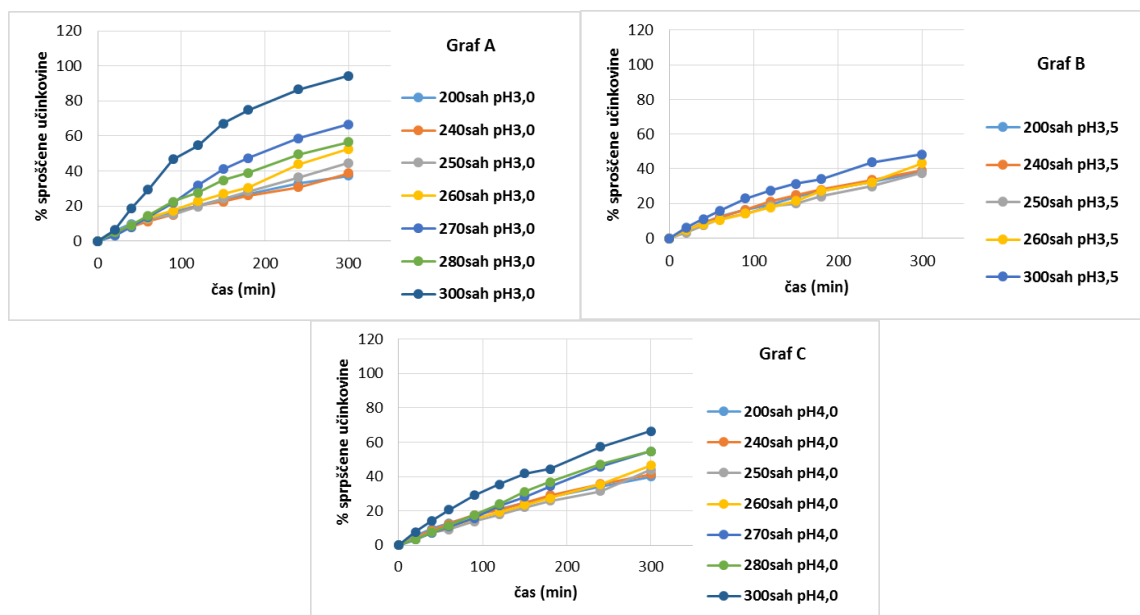 Graf A
% sproščene učinkovine
120
100
80
60
40
20
0
0
100
200
300
čas (min)
200sah pH3,0
240sah pH3,0
250sah pH3,0
260sah pH3,0
270sah pH3,0
280sah pH3,0
300sah pH3,0
Graf B
% sproščene učinkovine
120
100
80
60
40
20
0
0
100
200
300
čas (min)
200sah pH3,5
240sah pH3,5
250sah pH3,5
260sah pH3,5
300sah pH3,5
Graf C
% sprpščene učinkovine
120
100
80
60
40
20
0
0
100
200
300
čas (min)
200sah pH4,0
240sah pH4,0
250sah pH4,0
260sah pH4,0
270sah pH4,0
280sah pH4,0
300sah pH4,0